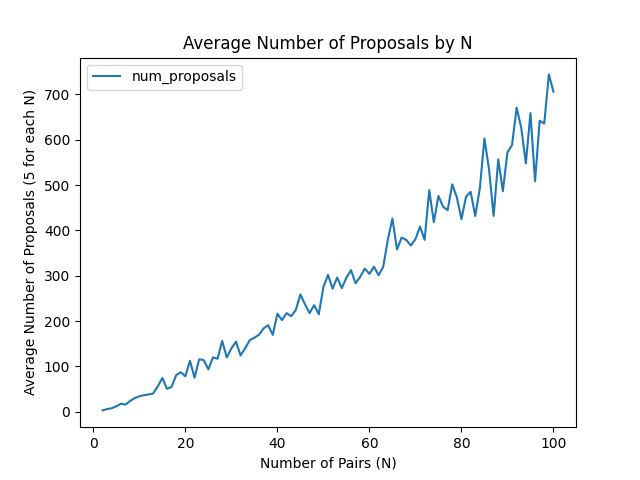 Average Number of Proposals by N
num_proposals
700
600
500
400
300
200
100
0
Average Number of Proposals (5 for each N)
0 20 40 60 80 100
Number of Pairs (N)